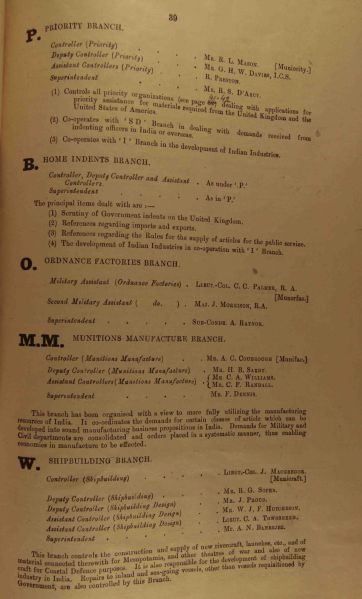 39
P. PRIORITY BRANCH.
Controller (Priority)
Deputy Controller (Priority) . . Mr. R. L. Mason. [Muniority.]
Assistant Controllers (Priority) . Mr. G. H. W. Davies, I.C.S.
Superintendent R. Preston.
Mr. R. S. D'Arcy.
(1) Controls all priority organizations (see page dealing with applications for
priority assistance for materials required from the United Kingdom and the
United States of America.
(2) Co-operates with 'S D' Branch in dealing with demands received from
indenting officers in India or overseas.
(3) Co-operates with 'I' Branch in the development of Indian Industries.
B. HOME INDENTS BRANCH.
Controller, Deputy Controller and Assistant
Controllers . . . . As under 'P.'
Superintendent . . . . As in 'P.'
The principal items dealt with are :—
(1) Scrutiny of Government indents on the United Kingdom.
(2) References regarding imports and exports.
(3) References regarding the Rules for the supply of articles for the public service.
(4) The development of Indian Industries in co-operation with 'I' Branch.
O. ORDNANCE FACTORIES BRANCH.
Military Assistant (Ordnance Factories) . Lieut.-Col. C. C. Palmer, R. A.
[Munorfac.]
Second Military Assistant ( do. ) . Maj. J. Morrison, R.A.
Superintendent . . . Sub-Condr. A. Raynor.
M.M. MUNITIONS MANUFACTURE BRANCH.
Controller (Munitions Manufacture) . Mr. A. C. Coubrough [Munifac.]
Deputy Controller (Munitions Manufacture) . Mr. H. B. Sarby.
Assistant Controllers (Munitions Manufacture) . { Mr. C. A. Williams.
Mr. C. F. Randall.
Superintendent . . . Mr. F. Dennis.
This branch has been organised with a view to more fully utilizing the manufacturing
resources of India. It co-ordinates the demands for certain classes of article which can be
developed into sound manufacturing business propositions in India. Demands for Military and
Civil departments are consolidated and orders placed in a systematic manner, thus enabling
economies in manufacture to be effected.
W. SHIPBUILDING BRANCH.
Controller (Shipbuilding) . . . Lieut.-Col. J.
[Municraft.]
Deputy Controller (Shipbuilding) . . Mr. R. G.
Deputy Controller (Shipbuilding Design) . Mr. J.
Assistant Controller (Shipbuilding Design) . Mr. W. J. F. Hutchison.
Assistant Controller (Shipbuilding Design) . Lieut. C. A.
Superintendent . . . Mr. A. N. Banerjee.
This branch controls the construction and supply of new rivercraft, launches, etc., and of
material connected therewith for Mesopotamia, and other theatres of war and also of new
craft for Coastal Defence purposes. It is also responsible for the development of shipbuilding
industry in India. Repairs to inland and sea-going vessels, other than vessels requisitioned by
Government, are also controlled by this Branch.